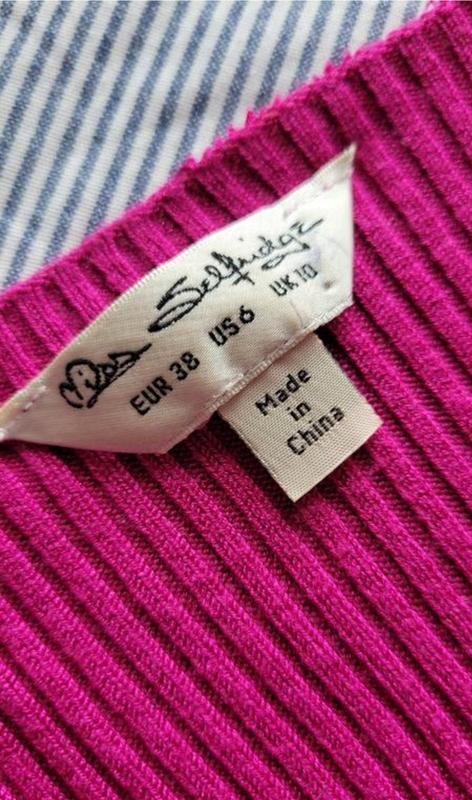 Miss Selfridge
EUR 38 US 6 UK 10
Made
in
China